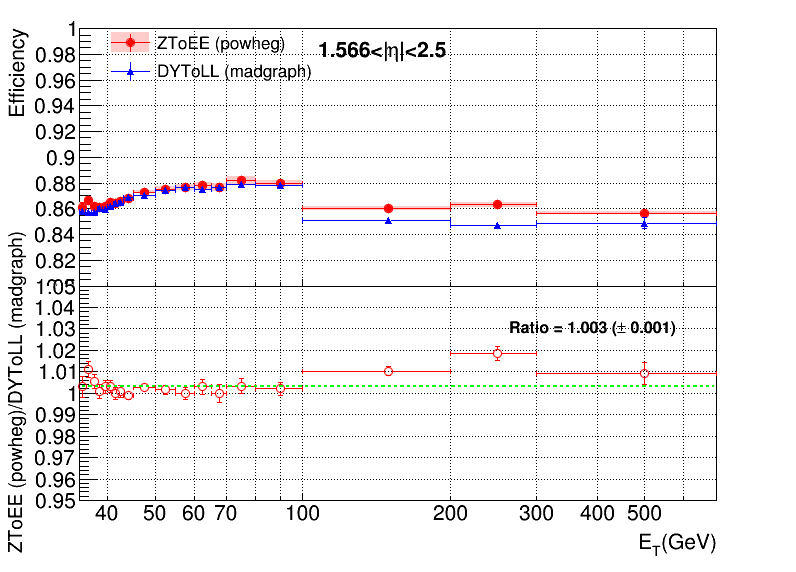 Efficiency
1
0.98
0.96
0.94
0.92
0.9
0.88
0.86
0.84
0.82
ZToEE (powheg)
DYToLL (madgraph)
1.566<|η|<2.5
ZToEE (powheg)/DYToLL (madgraph)
1.05
1.04
1.03
1.02
1.01
1
0.99
0.98
0.97
0.96
0.95
Ratio = 1.003 (± 0.001)
40 50 60 70 100 200 300 400 500
E_T(GeV)